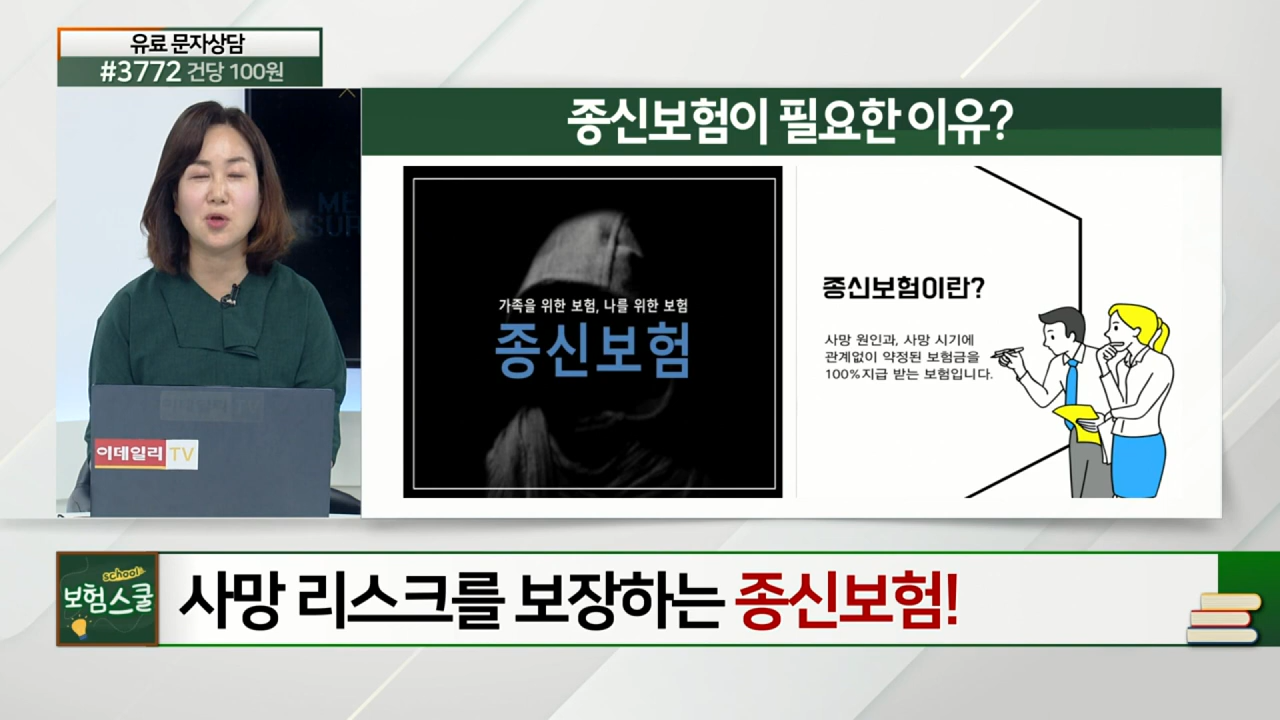 유료 문자상담
#3772 건당 100원
종신보험이 필요한 이유?
가족을 위한 보험, 나를 위한 보험
종신보험
종신보험이란?
사망 원인과, 사망 시기에
관계없이 약정된 보험금을
100%지급 받는 보험입니다.
이데일리 TV
school
보험스쿨
사망 리스크를 보장하는 종신보험!